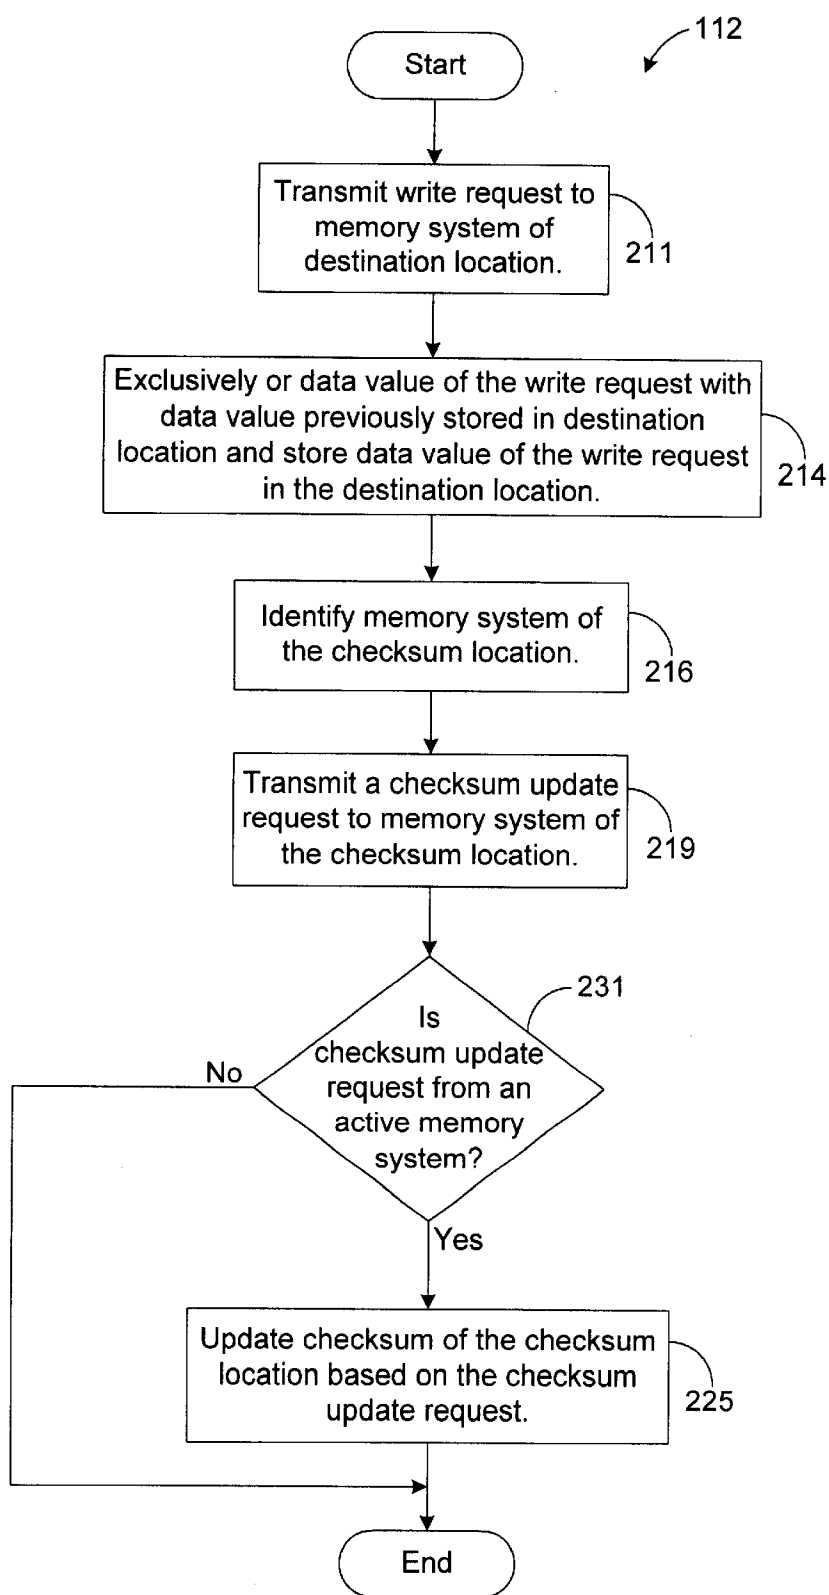 112
Start
Transmit write request to
memory system of
destination location.
211
Exclusively or data value of the write request with
data value previously stored in destination
location and store data value of the write request
in the destination location.
214
Identify memory system of
the checksum location.
216
Transmit a checksum update
request to memory system of
the checksum location.
219
231
Is
checksum update
request from an
active memory
system?
No
Yes
Update checksum of the checksum
location based on the checksum
update request.
225
End